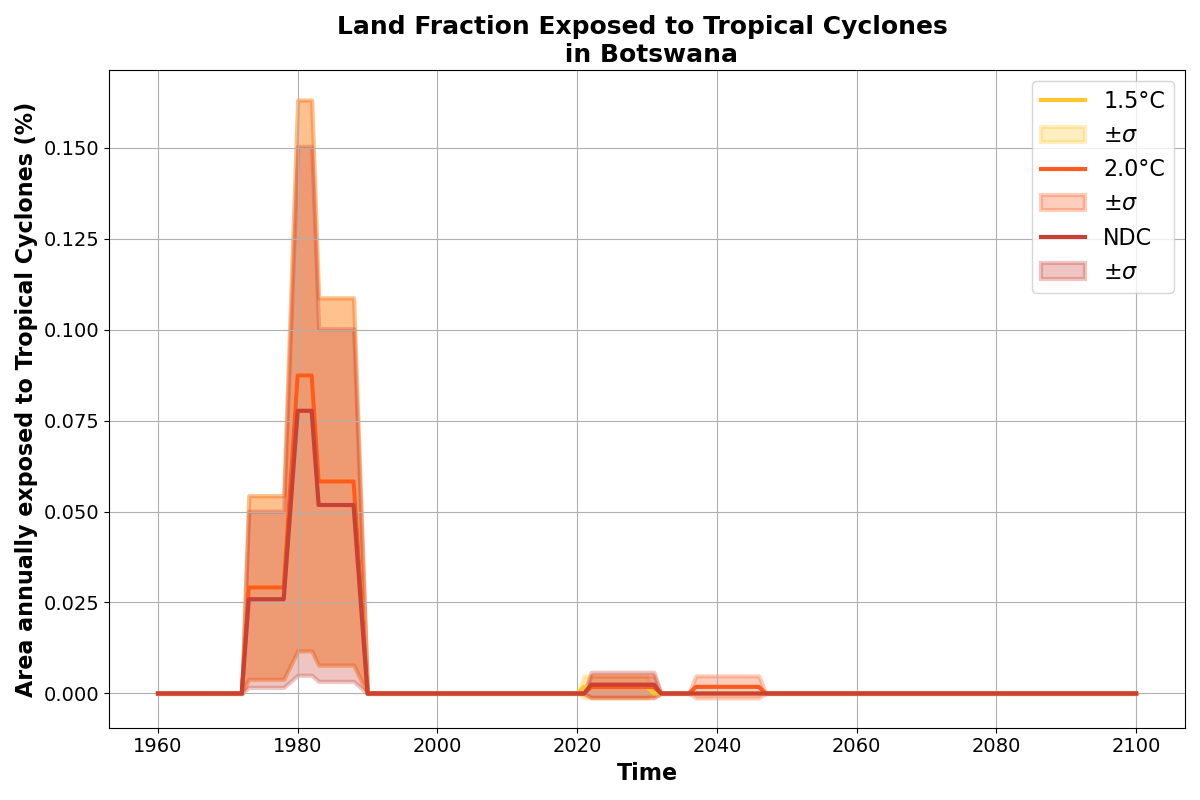 Land Fraction Exposed to Tropical Cyclones
in Botswana
Area annually exposed to Tropical Cyclones (%)
0.150
0.125
0.100
0.075
0.050
0.025
0.000
1960
1980
2000
2020
2040
2060
2080
2100
Time
1.5°C
±σ
2.0°C
±σ
NDC
±σ